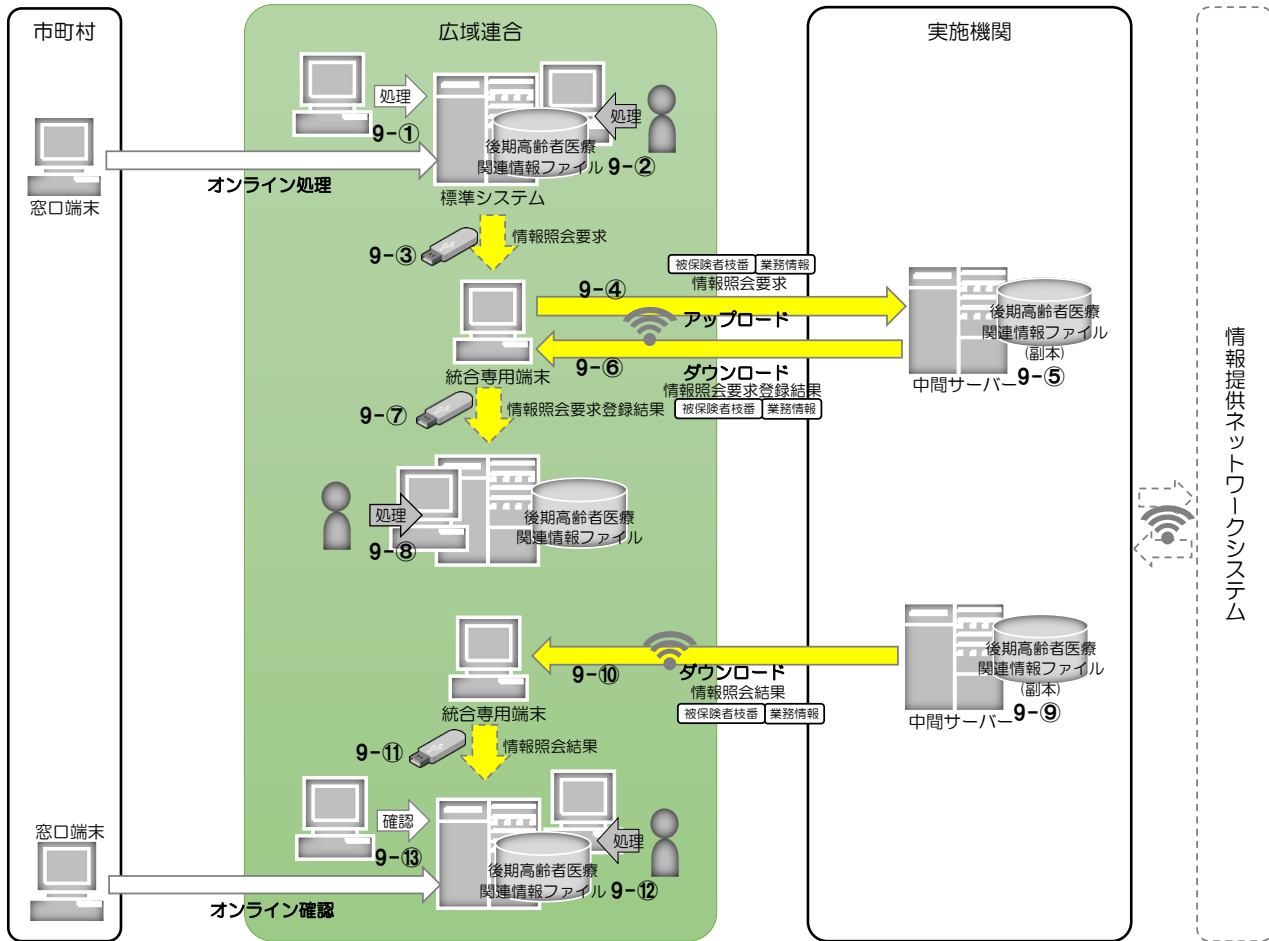 市町村
広域連合
実施機関
処理
9-①
処理
後期高齢者医療
関連情報ファイル 9-②
オンライン処理
窓口端末
標準システム
9-③
情報照会要求
被保険者枝番 業務情報
情報照会要求
9-④
アップロード
後期高齢者医療
関連情報ファイル
(副本)
中間サーバー 9-⑤
9-⑥
ダウンロード
情報照会要求登録結果
被保険者枝番 業務情報
統合専用端末
9-⑦
情報照会要求登録結果
処理
9-⑧
後期高齢者医療
関連情報ファイル
情報提供ネットワークシステム
後期高齢者医療
関連情報ファイル
(副本)
中間サーバー 9-⑨
9-⑩
ダウンロード
情報照会結果
被保険者枝番 業務情報
統合専用端末
9-⑪
情報照会結果
確認
9-⑬
処理
後期高齢者医療
関連情報ファイル 9-⑫
窓口端末
オンライン確認